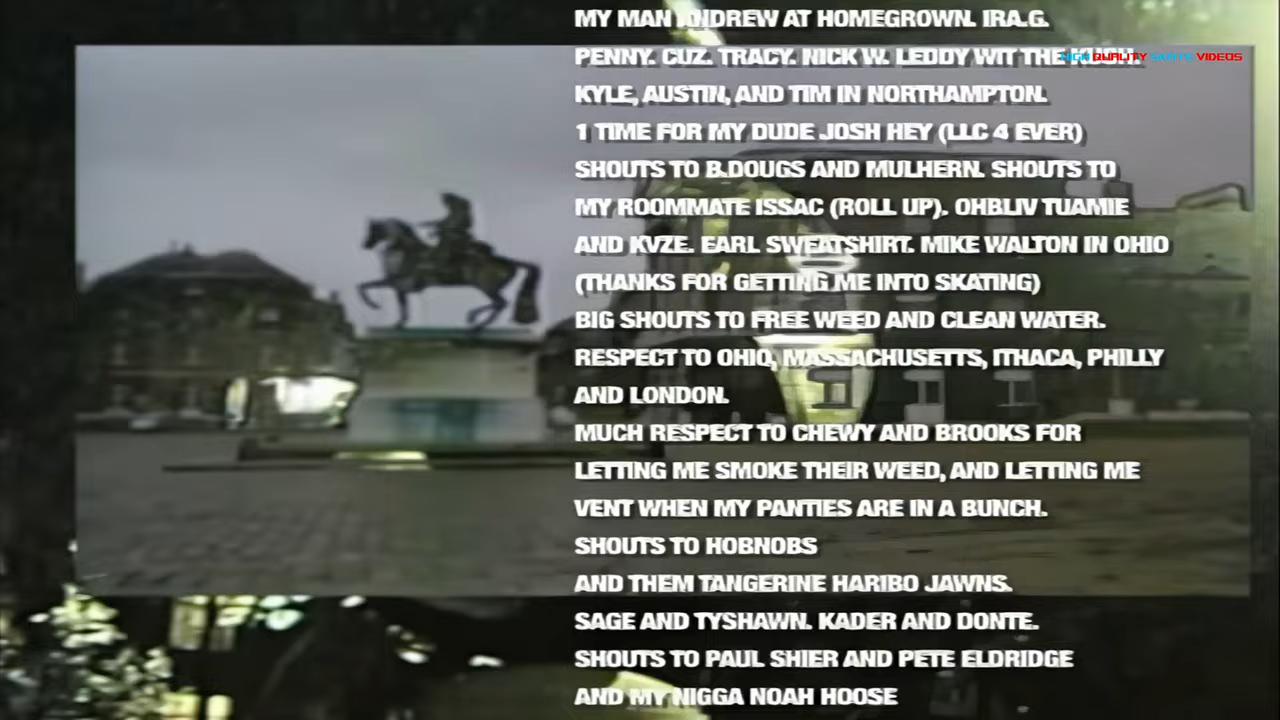 MY MAN ANDREW AT HOMEGROWN. IRA.G.
PENNY. CUZ. TRACY. NICK W. LEDDY WIT THE KUSH.
HIGH QUALITY SKATE VIDEOS
KYLE, AUSTIN, AND TIM IN NORTHAMPTON.
1 TIME FOR MY DUDE JOSH HEY (LLC 4 EVER)
SHOUTS TO B.DOUGS AND MULHERN. SHOUTS TO
MY ROOMMATE ISSAC (ROLL UP). OHBLIV TUAMIE
AND KVZE. EARL SWEATSHIRT. MIKE WALTON IN OHIO
(THANKS FOR GETTING ME INTO SKATING)
BIG SHOUTS TO FREE WEED AND CLEAN WATER.
RESPECT TO OHIO, MASSACHUSETTS, ITHACA, PHILLY
AND LONDON.
MUCH RESPECT TO CHEWY AND BROOKS FOR
LETTING ME SMOKE THEIR WEED, AND LETTING ME
VENT WHEN MY PANTIES ARE IN A BUNCH.
SHOUTS TO HOBNOBS
AND THEM TANGERINE HARIBO JAWNS.
SAGE AND TYSHAWN. KADER AND DONTE.
SHOUTS TO PAUL SHIER AND PETE ELDRIDGE
AND MY NIGGA NOAH HOOSE